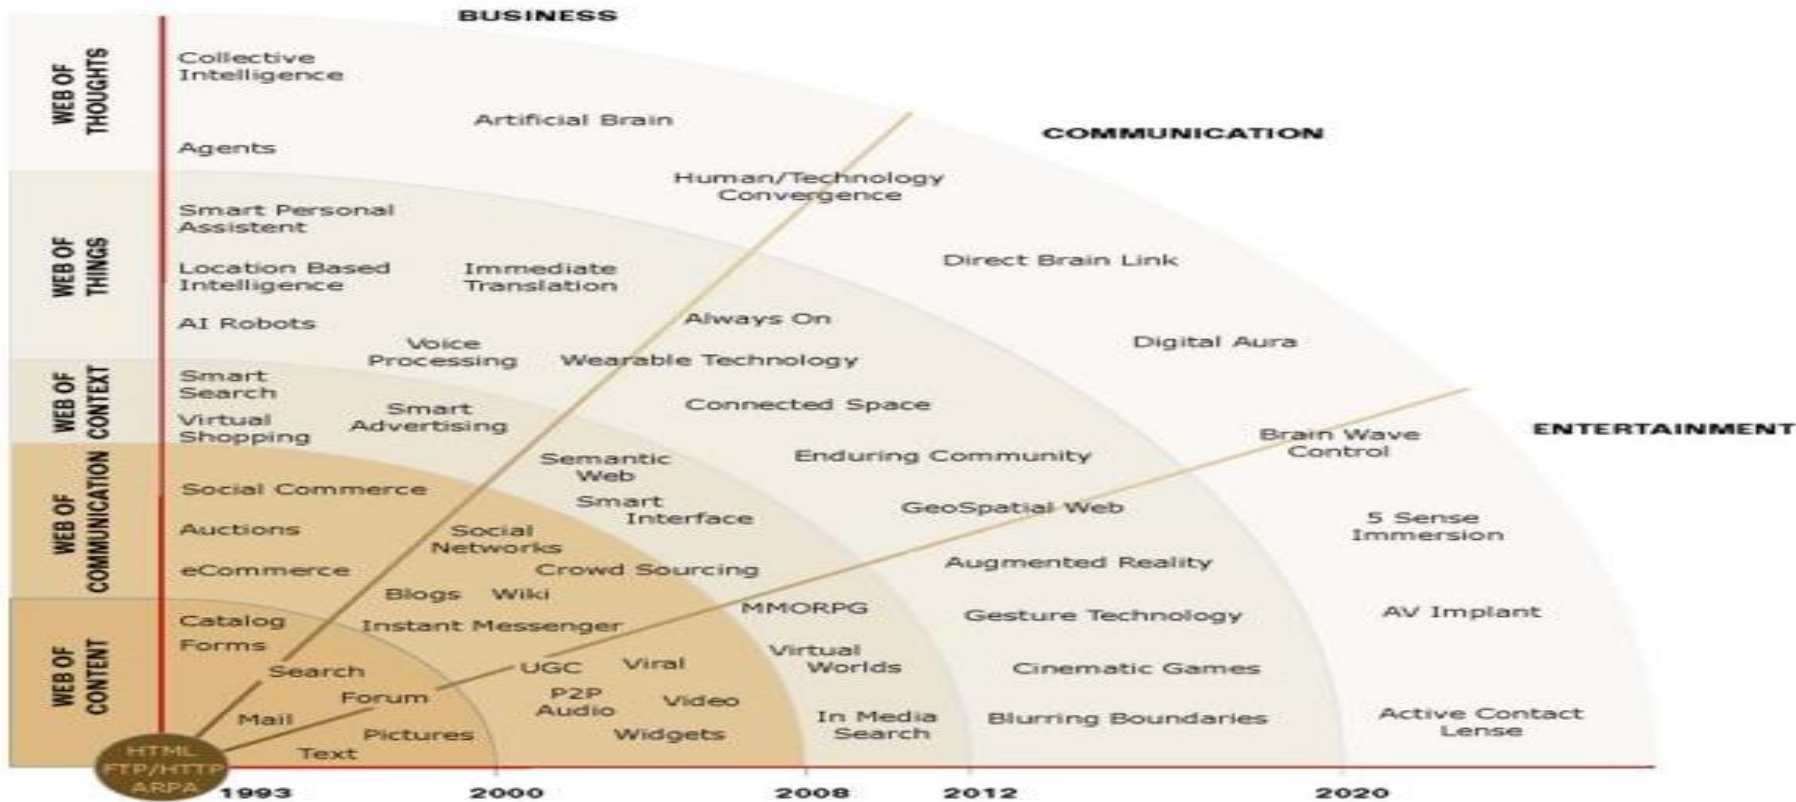 BUSINESS
COMMUNICATION
ENTERTAINMENT
WEB OF
THOUGHTS
Collective
Intelligence
Artificial Brain
Agents
Human/Technology
Convergence
Direct Brain Link
Digital Aura
Brain Wave
Control
5 Sense
Immersion
AV Implant
Active Contact
Lense
WEB OF
THINGS
Smart Personal
Assistent
Location Based
Intelligence
Immediate
Translation
AI Robots
Voice
Processing
Always On
Wearable Technology
Connected Space
Enduring Community
GeoSpatial Web
Augmented Reality
Gesture Technology
Cinematic Games
Blurring Boundaries
WEB OF
CONTEXT
Smart
Search
Virtual
Shopping
Smart
Advertising
Semantic
Web
Smart
Interface
MMORPG
Virtual
Worlds
In Media
Search
WEB OF
COMMUNICATION
Social Commerce
Auctions
Social
Networks
eCommerce
Crowd Sourcing
Blogs
Wiki
Instant Messenger
UGC
Viral
P2P
Audio
Video
Widgets
WEB OF
CONTENT
Catalog
Forms
Search
Forum
Mail
Pictures
Text
HTML
FTP/HTTP
ARPA
1993
2000
2008
2012
2020